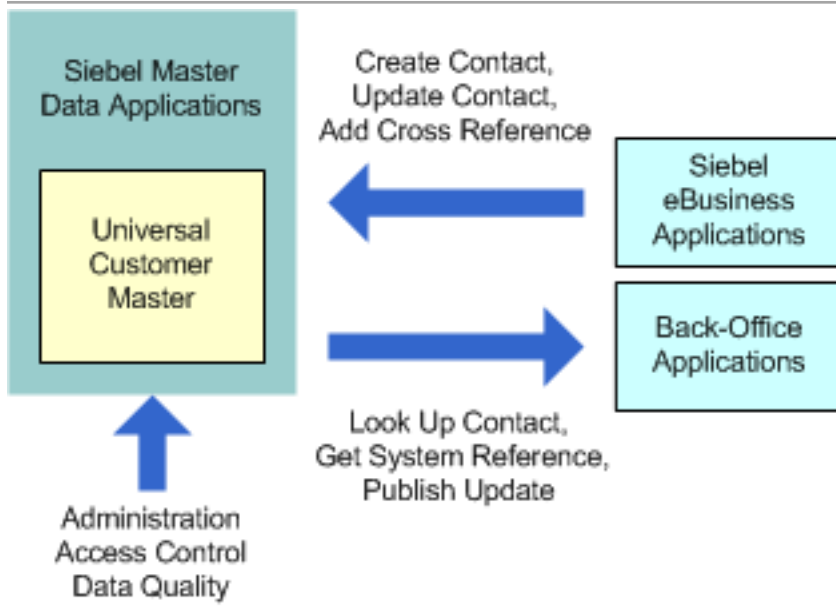 Siebel Master
Data Applications
Universal
Customer
Master
Create Contact,
Update Contact,
Add Cross Reference
Siebel
eBusiness
Applications
Back-Office
Applications
Look Up Contact,
Get System Reference,
Publish Update
Administration
Access Control
Data Quality